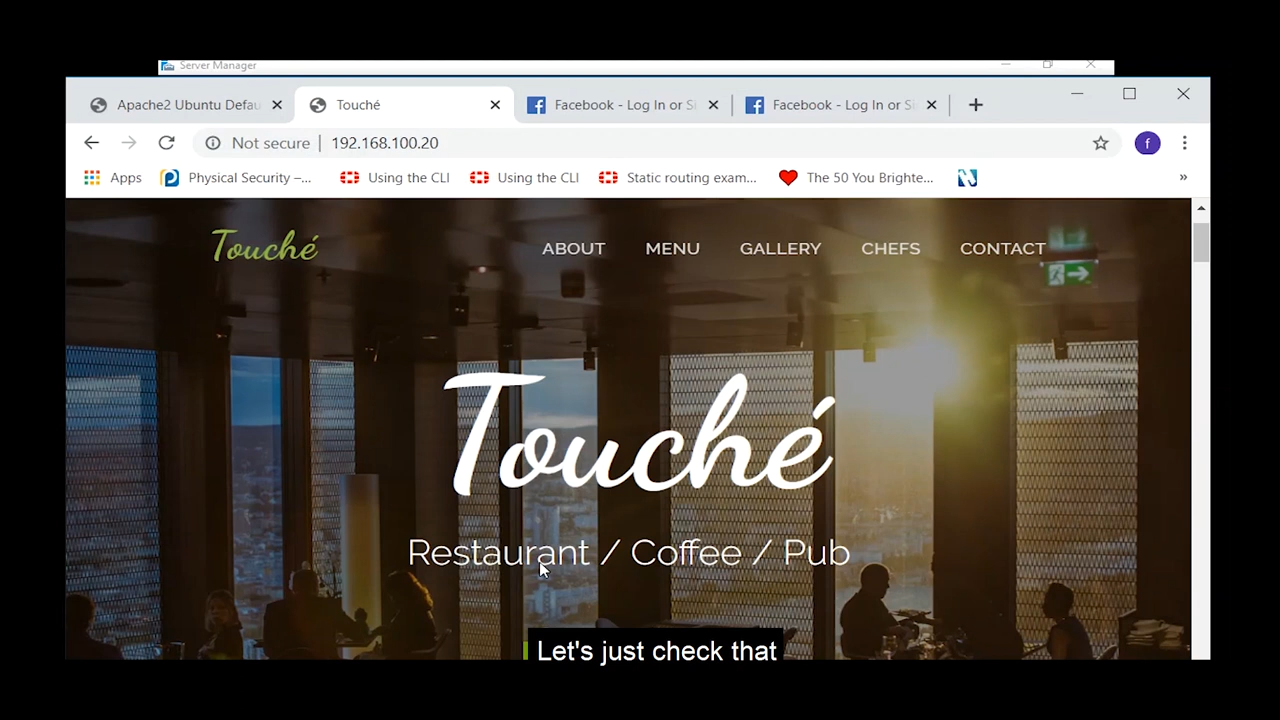 Server Manager
Apache2 Ubuntu Defau
Touché
Facebook - Log In or Si
Facebook - Log In or Si
Not secure | 192.168.100.20
f
Apps
Physical Security –...
Using the CLI
Using the CLI
Static routing exam...
The 50 You Brighte...
»
Touché
ABOUT MENU GALLERY CHEFS CONTACT
Touché
Restaurant / Coffee / Pub
Let's just check that